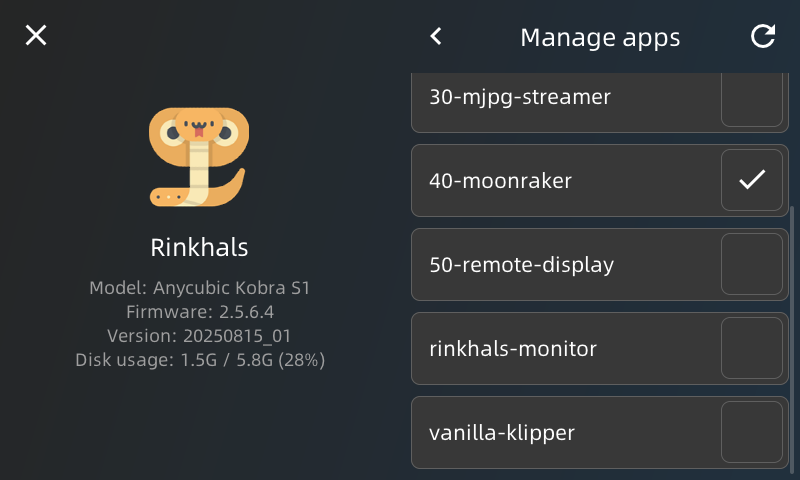 Rinkhals
Model: Anycubic Kobra S1
Firmware: 2.5.6.4
Version: 20250815_01
Disk usage: 1.5G / 5.8G (28%)
Manage apps
30-mjpg-streamer
40-moonraker
50-remote-display
rinkhals-monitor
vanilla-klipper